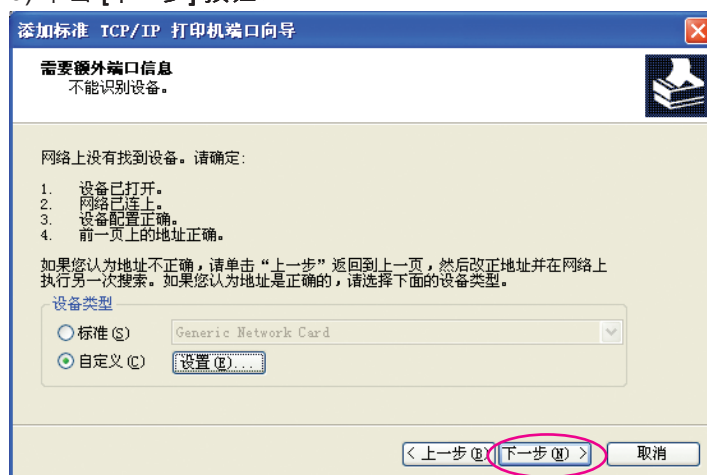 添加标准 TCP/IP 打印机端口向导
需要额外端口信息
不能识别设备。
网络上没有找到设备。请确定:
1. 设备已打开。
2. 网络已连上。
3. 设备配置正确。
4. 前一页上的地址正确。
如果您认为地址不正确，请单击“上一步”返回到上一页，然后改正地址并在网络上
执行另一次搜索。如果您认为地址是正确的，请选择下面的设备类型。
设备类型
标准(S) Generic Network Card
自定义(C) 设置(E)...
< 上一步(B) 下一步(N) > 取消